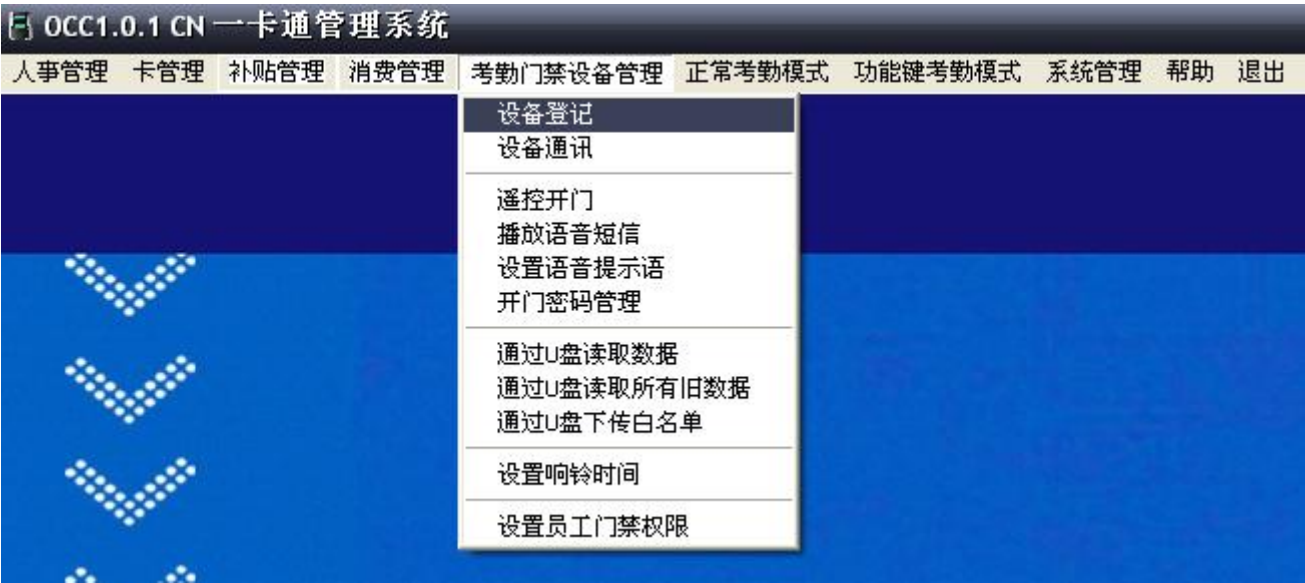 OCC1.0.1 CN 一卡通管理系统
人事管理 卡管理 补贴管理 消费管理 考勤门禁设备管理 正常考勤模式 功能键考勤模式 系统管理 帮助 退出
设备登记
设备通讯
遥控开门
播放语音短信
设置语音提示语
开门密码管理
通过U盘读取数据
通过U盘读取所有旧数据
通过U盘下传白名单
设置响铃时间
设置员工门禁权限